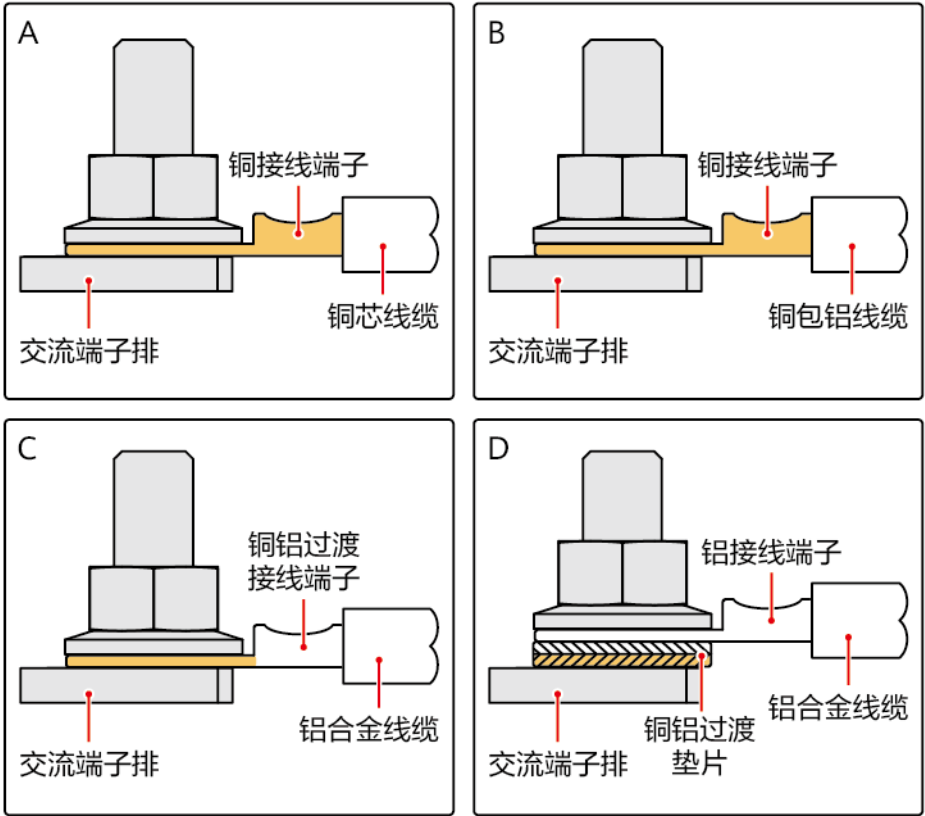 A
铜接线端子
铜芯线缆
交流端子排
B
铜接线端子
铜包铝线缆
交流端子排
C
铜铝过渡
接线端子
铝合金线缆
交流端子排
D
铝接线端子
铝合金线缆
铜铝过渡
垫片
交流端子排